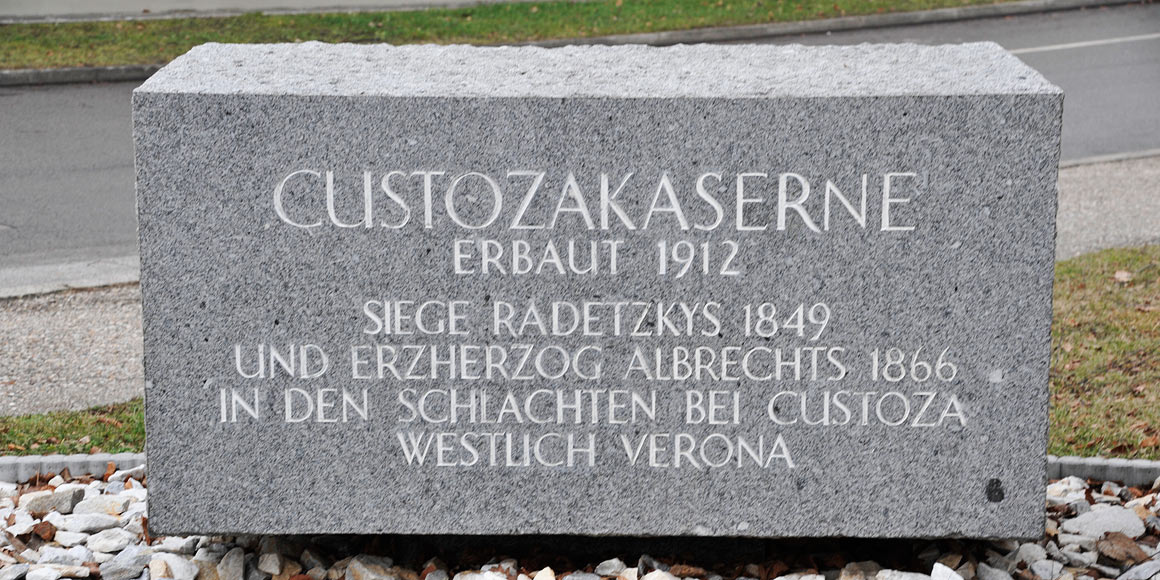 CUSTOZAKASERNE
ERBAUT 1912
SIEGE RADETZKYS 1849
UND ERZHERZOG ALBRECHTS 1866
IN DEN SCHLACHTEN BEI CUSTOZA
WESTLICH VERONA